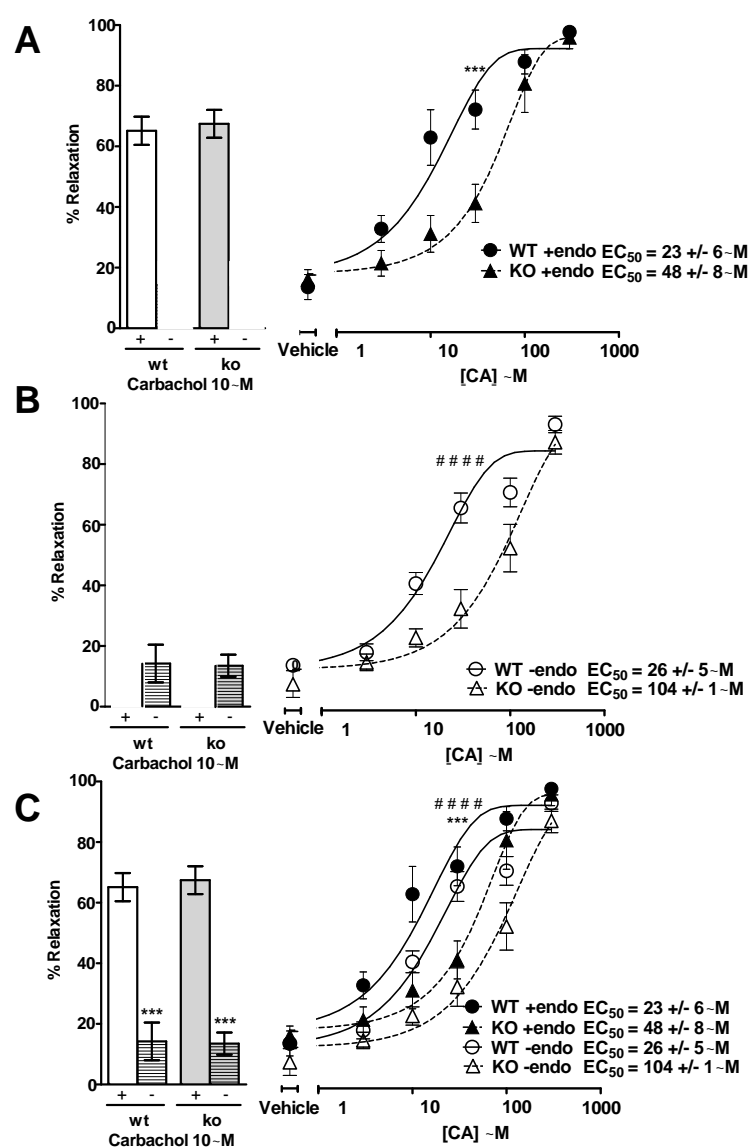 A
100
80
60
40
20
0
% Relaxation
+ - + -
wt ko
Carbachol 10~M
***
WT +endo EC50 = 23 +/- 6~M
KO +endo EC50 = 48 +/- 8~M
Vehicle 1 10 100 1000
[CA] ~M
B
100
80
60
40
20
0
% Relaxation
+ - + -
wt ko
Carbachol 10~M
# # # #
WT -endo EC50 = 26 +/- 5~M
KO -endo EC50 = 104 +/- 1~M
Vehicle 1 10 100 1000
[CA] ~M
C
100
80
60
40
20
0
% Relaxation
*** ***
+ - + -
wt ko
Carbachol 10~M
# # # #
***
WT +endo EC50 = 23 +/- 6~M
KO +endo EC50 = 48 +/- 8~M
WT -endo EC50 = 26 +/- 5~M
KO -endo EC50 = 104 +/- 1~M
Vehicle 1 10 100 1000
[CA] ~M